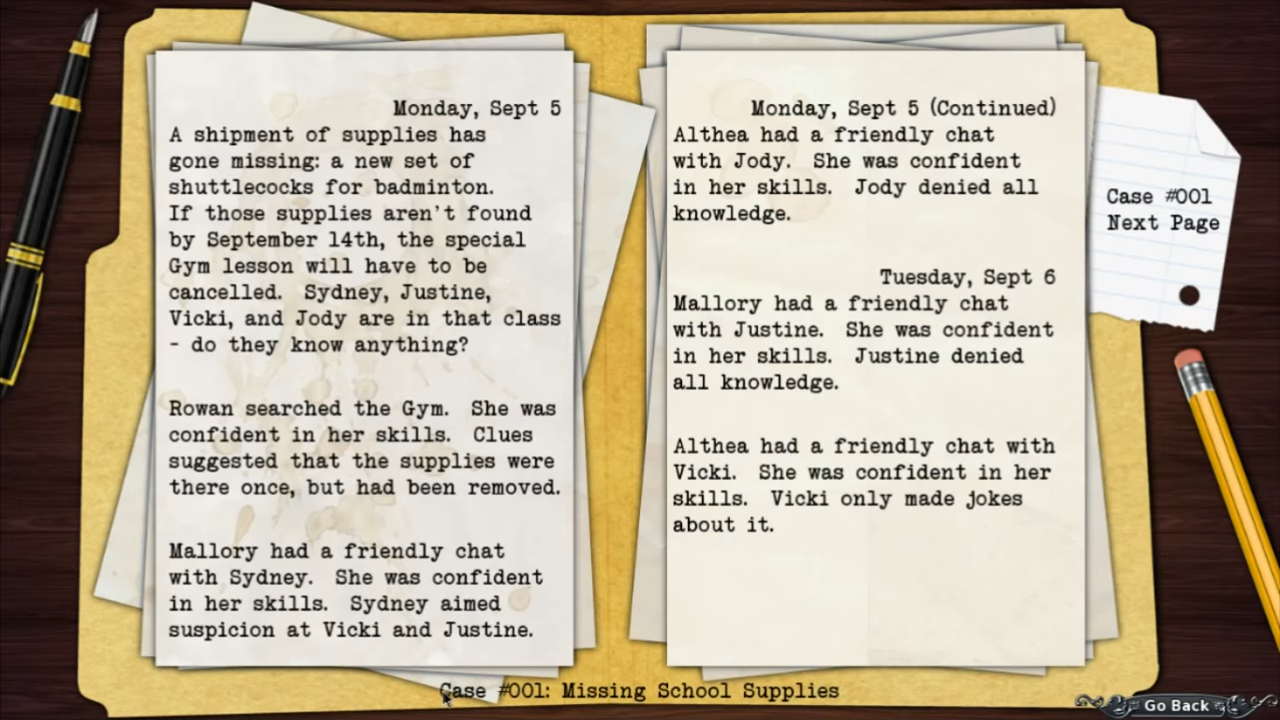 Monday, Sept 5
A shipment of supplies has
gone missing: a new set of
shuttlecocks for badminton.
If those supplies aren't found
by September 14th, the special
Gym lesson will have to be
cancelled.  Sydney, Justine,
Vicki, and Jody are in that class
- do they know anything?
Rowan searched the Gym.  She was
confident in her skills.  Clues
suggested that the supplies were
there once, but had been removed.
Mallory had a friendly chat
with Sydney.  She was confident
in her skills.  Sydney aimed
suspicion at Vicki and Justine.
Monday, Sept 5 (Continued)
Althea had a friendly chat
with Jody.  She was confident
in her skills.  Jody denied all
knowledge.
Tuesday, Sept 6
Mallory had a friendly chat
with Justine.  She was confident
in her skills.  Justine denied
all knowledge.
Althea had a friendly chat with
Vicki.  She was confident in her
skills.  Vicki only made jokes
about it.
Case #001
Next Page
Case #001: Missing School Supplies
Go Back